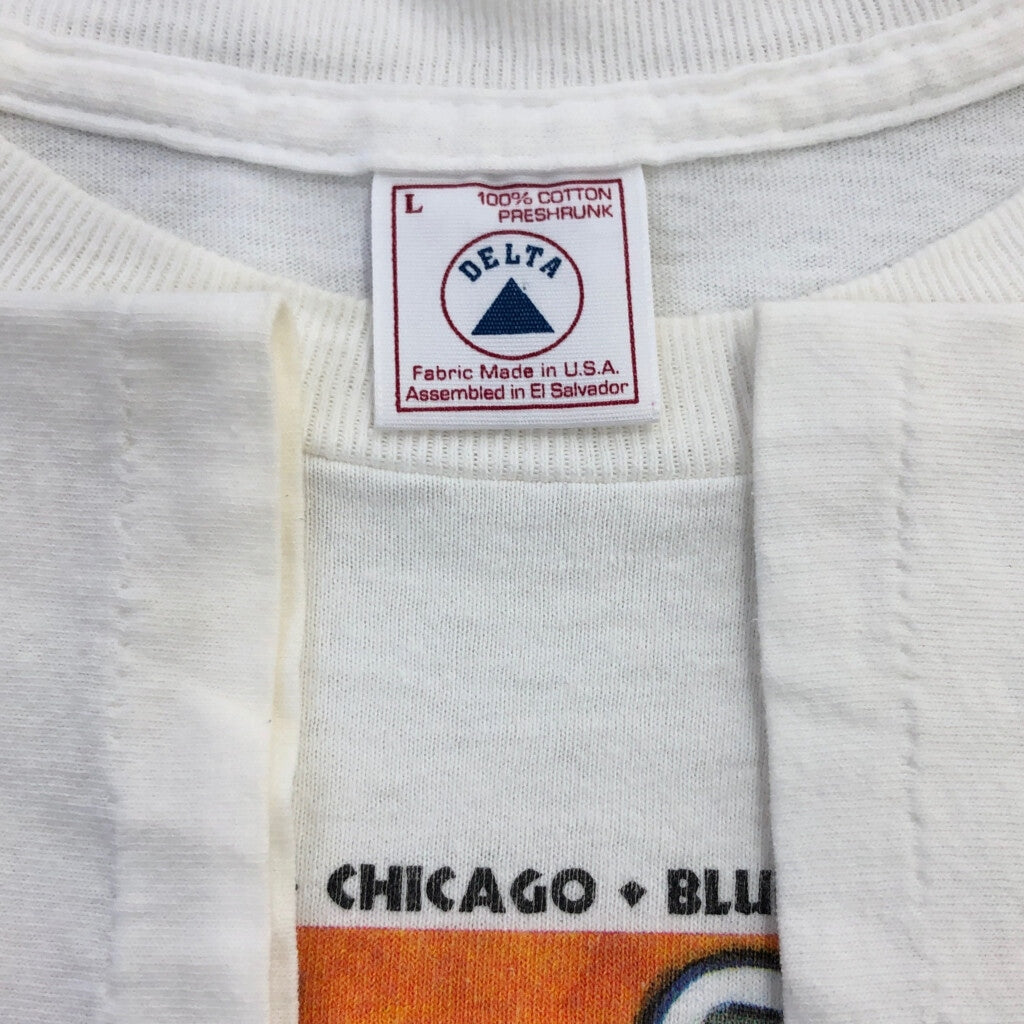 L
100% COTTON
PRESHRUNK
DELTA
Fabric Made in U.S.A.
Assembled in El Salvador
CHICAGO ♦ BLU